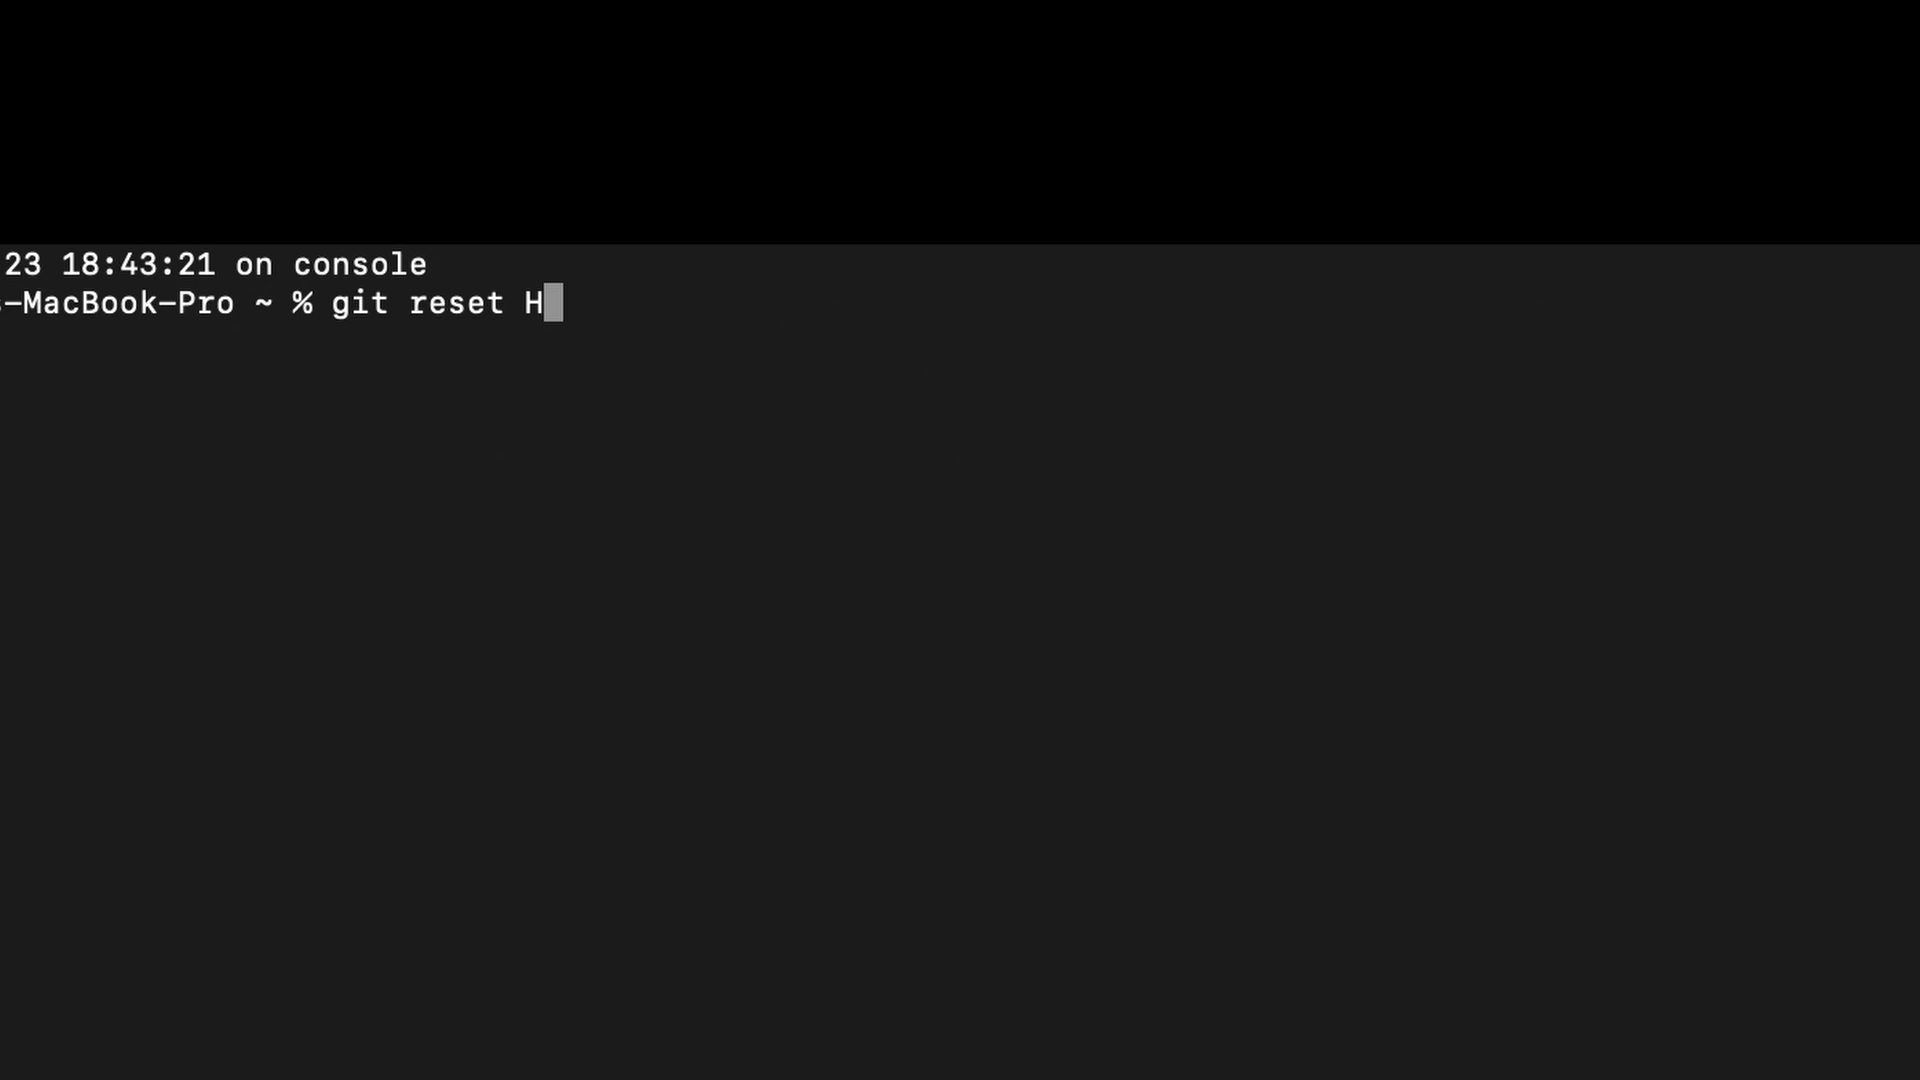 23 18:43:21 on console
-MacBook-Pro ~ % git reset H